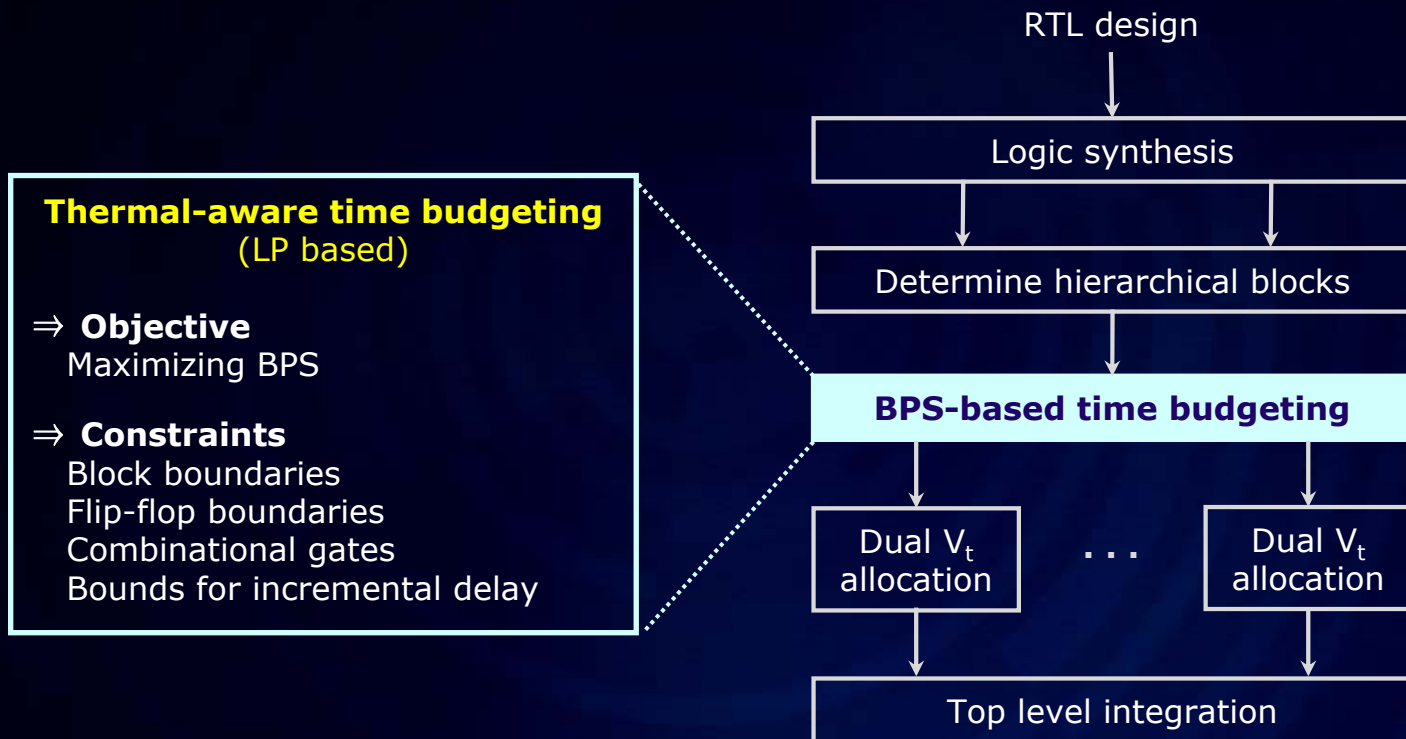 RTL design
Logic synthesis
Determine hierarchical blocks
BPS-based time budgeting
Dual Vt
allocation
. . .
Dual Vt
allocation
Top level integration
Thermal-aware time budgeting
(LP based)
⇒ Objective
Maximizing BPS
⇒ Constraints
Block boundaries
Flip-flop boundaries
Combinational gates
Bounds for incremental delay